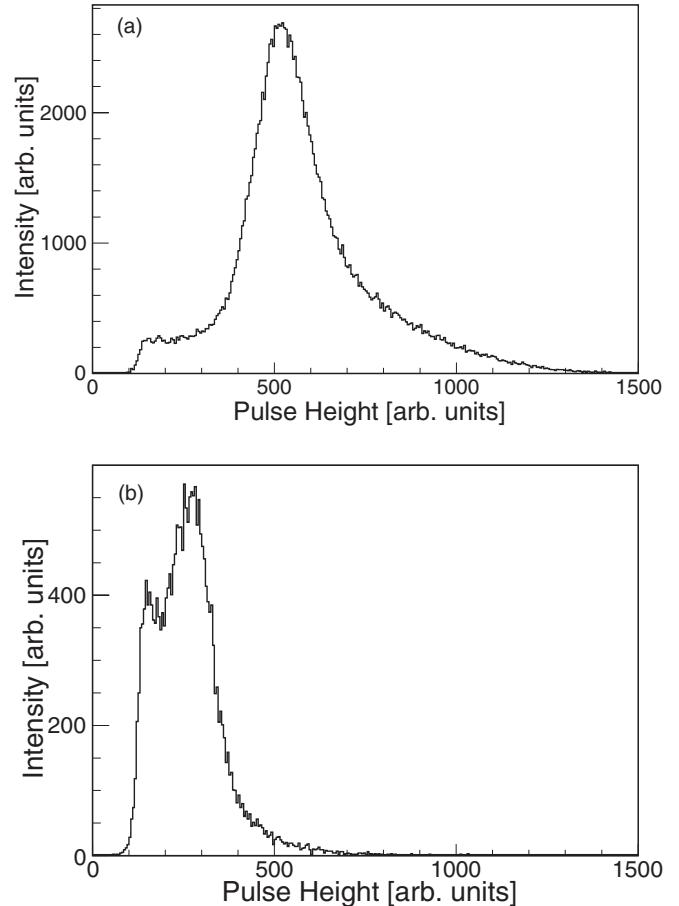 (a)
2000
1000
0
Intensity [arb. units]
0 500 1000 1500
Pulse Height [arb. units]
(b)
400
200
0
Intensity [arb. units]
0 500 1000 1500
Pulse Height [arb. units]